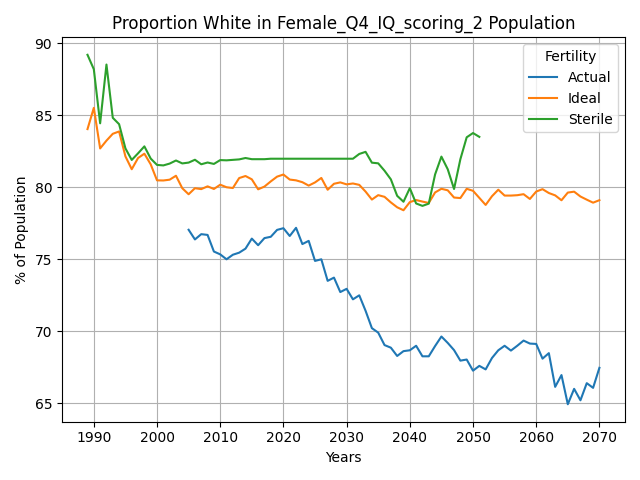 Proportion White in Female_Q4_IQ_scoring_2 Population
% of Population
90
85
80
75
70
65
Fertility
Actual
Ideal
Sterile
1990 2000 2010 2020 2030 2040 2050 2060 2070
Years